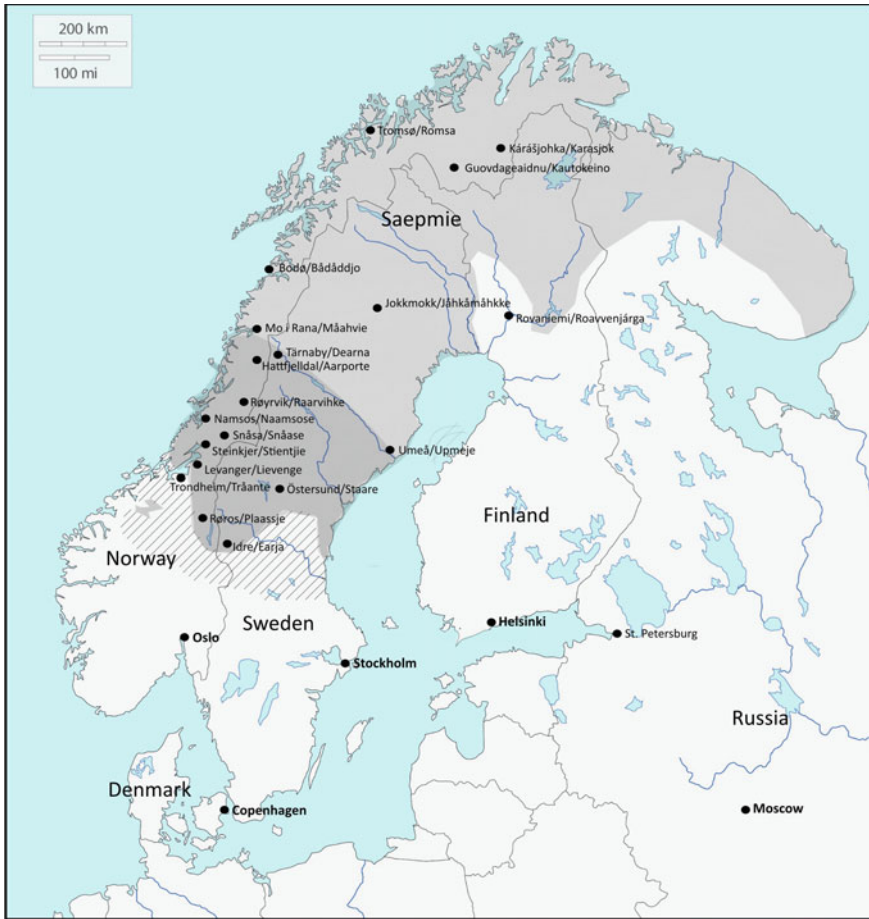 200 km
100 mi
Tromsø/Romsa
Kárášjohka/Karasjok
Guovdageaidnu/Kautokeino
Saepmie
Bodø/Bådåddjo
Jokkmokk/Jåhkåmåhkke
Rovaniemi/Roavvenjárga
Mo i Rana/Måahvie
Tärnaby/Dearna
Hattfjelldal/Aarporte
Røyrvik/Raarvihke
Namsos/Naamsose
Snåsa/Snåase
Steinkjer/Stientjie
Umeå/Upmeje
Levanger/Lievenge
Trondheim/Tråante
Östersund/Staare
Røros/Plaassje
Finland
Idre/Earja
Norway
Sweden
Helsinki
Oslo
St. Petersburg
Stockholm
Russia
Denmark
Copenhagen
Moscow